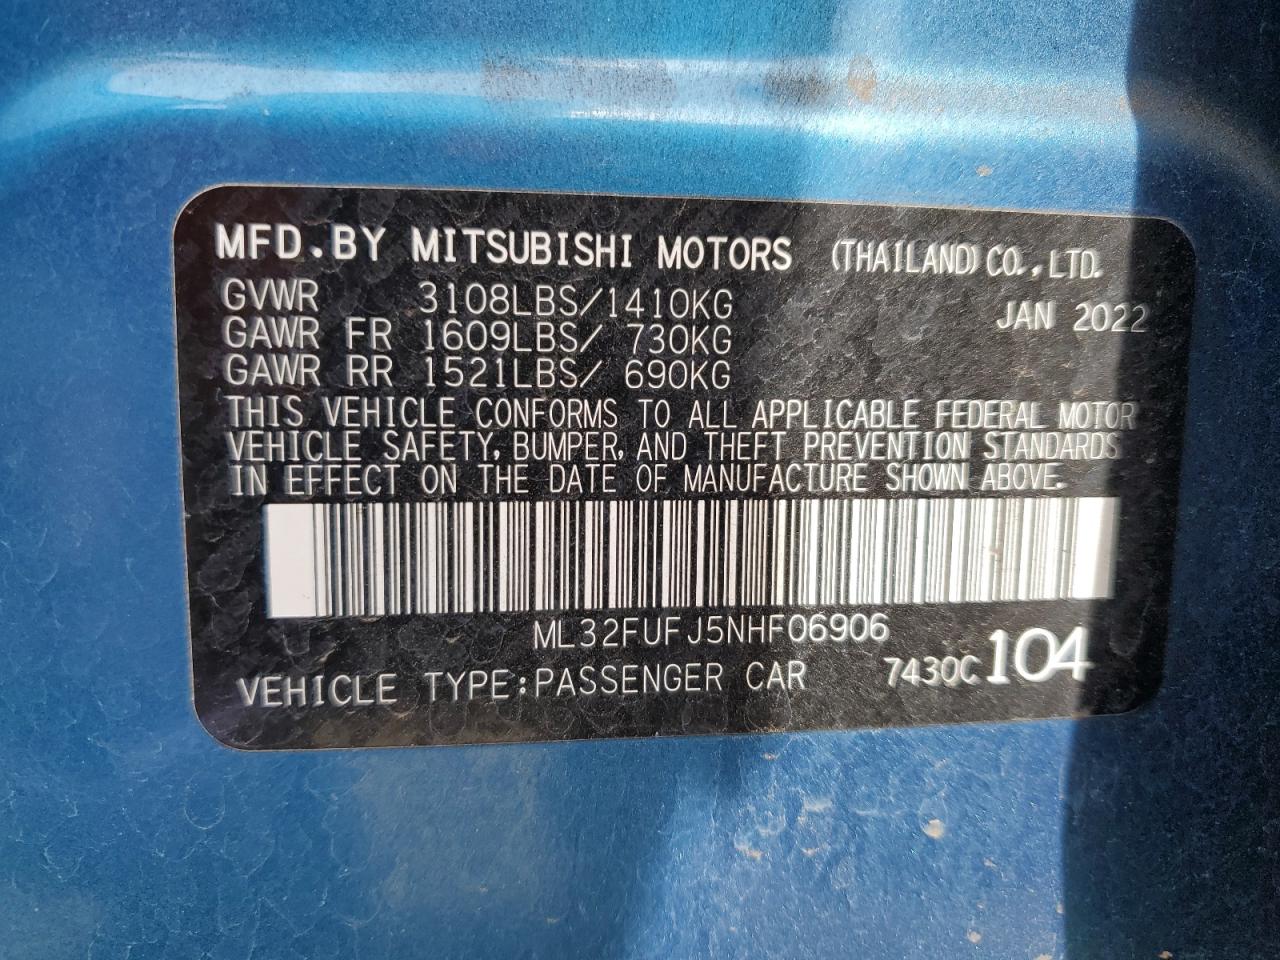 MFD.BY MITSUBISHI MOTORS (THAILAND) CO., LTD.
GVWR 3108LBS/1410KG JAN 2022
GAWR FR 1609LBS/ 730KG
GAWR RR 1521LBS/ 690KG
THIS VEHICLE CONFORMS TO ALL APPLICABLE FEDERAL MOTOR
VEHICLE SAFETY, BUMPER, AND THEFT PREVENTION STANDARDS
IN EFFECT ON THE DATE OF MANUFACTURE SHOWN ABOVE.
ML32FUFJ5NHF06906
VEHICLE TYPE:PASSENGER CAR 7430C 104